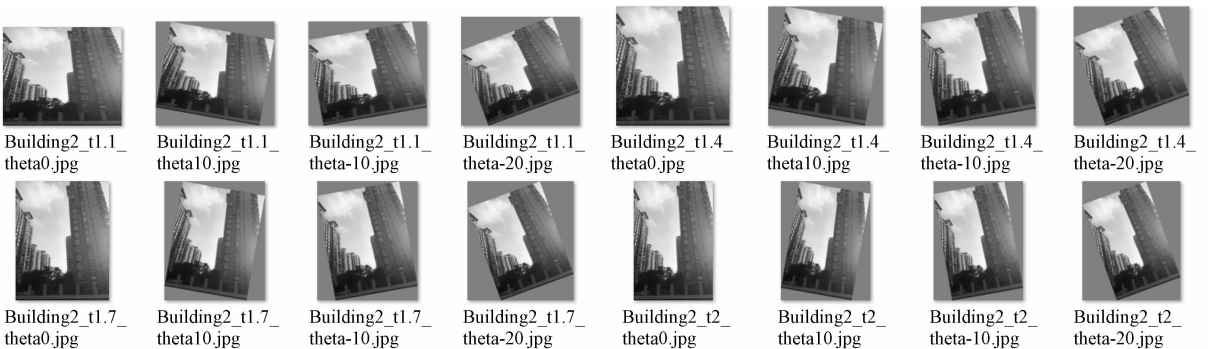 Building2_t1.1_
theta0.jpg
Building2_t1.1_
theta10.jpg
Building2_t1.1_
theta-10.jpg
Building2_t1.1_
theta-20.jpg
Building2_t1.4_
theta0.jpg
Building2_t1.4_
theta10.jpg
Building2_t1.4_
theta-10.jpg
Building2_t1.4_
theta-20.jpg
Building2_t1.7_
theta0.jpg
Building2_t1.7_
theta10.jpg
Building2_t1.7_
theta-10.jpg
Building2_t1.7_
theta-20.jpg
Building2_t2_
theta0.jpg
Building2_t2_
theta10.jpg
Building2_t2_
theta-10.jpg
Building2_t2_
theta-20.jpg